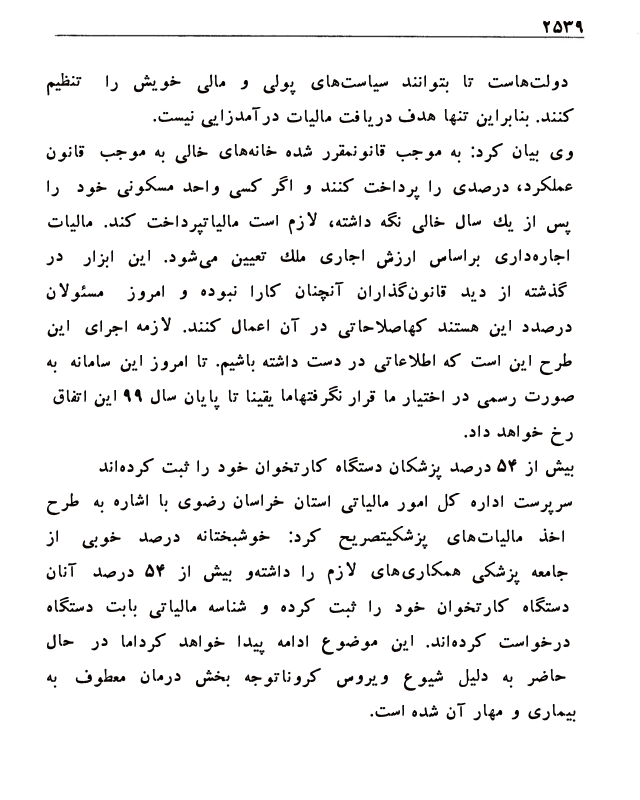 ۲۵۳۹
دولت‌هاست تا بتوانند سیاست‌های پولی و مالی خویش را تنظیم
کنند. بنابراین تنها هدف دریافت مالیات درآمدزایی نیست.
وی بیان کرد: به موجب قانونمقرر شده خانه‌های خالی به موجب قانون
عملکرد، درصدی را پرداخت کنند و اگر کسی واحد مسکونی خود را
پس از یك سال خالی نگه داشته، لازم است مالیاتپرداخت کند. مالیات
اجاره‌داری براساس ارزش اجاری ملك تعیین می‌شود. این ابزار در
گذشته از دید قانون‌گذاران آنچنان کارا نبوده و امروز مسئولان
درصدد این هستند کهاصلاحاتی در آن اعمال کنند. لازمه اجرای این
طرح این است که اطلاعاتی در دست داشته باشیم. تا امروز این سامانه به
صورت رسمی در اختیار ما قرار نگرفتهاما یقینا تا پایان سال ۹۹ این اتفاق
رخ خواهد داد.
بیش از ۵۴ درصد پزشکان دستگاه کارتخوان خود را ثبت کرده‌اند
سرپرست اداره کل امور مالیاتی استان خراسان رضوی با اشاره به طرح
اخذ مالیات‌های پزشکیتصریح کرد: خوشبختانه درصد خوبی از
جامعه پزشکی همکاری‌های لازم را داشتهو بیش از ۵۴ درصد آنان
دستگاه کارتخوان خود را ثبت کرده و شناسه مالیاتی بابت دستگاه
درخواست کرده‌اند. این موضوع ادامه پیدا خواهد کرداما در حال
حاضر به دلیل شیوع ویروس کروناتوجه بخش درمان معطوف به
بیماری و مهار آن شده است.